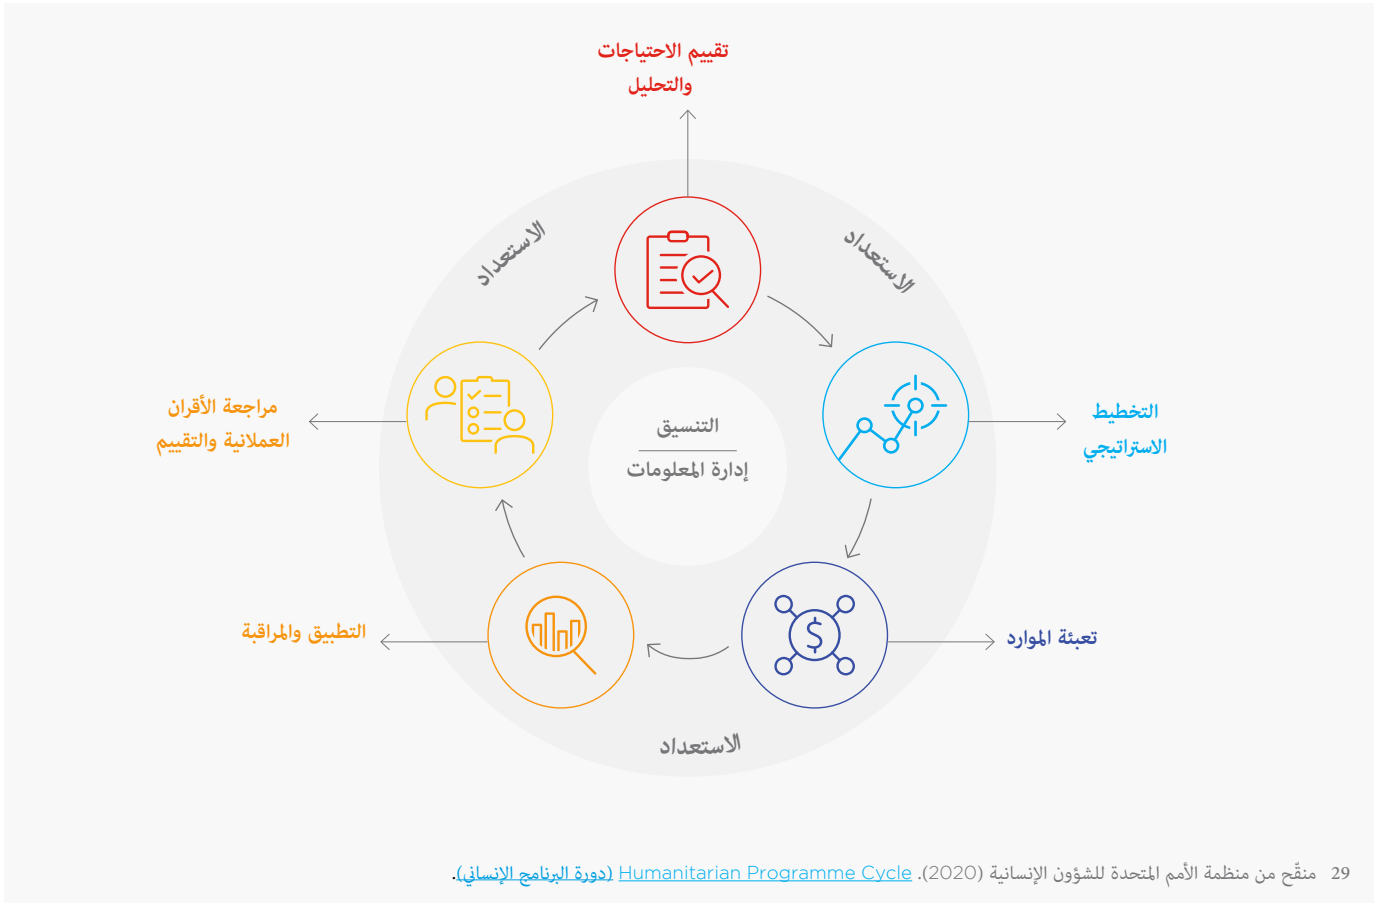 تقييم الاحتياجات
والتحليل
الاستعداد
الاستعداد
التخطيط
الاستراتيجي
مراجعة الأقران
العملانية والتقييم
التنسيق
إدارة المعلومات
تعبئة الموارد
التطبيق والمراقبة
الاستعداد
29 منقّح من منظمة الأمم المتحدة للشؤون الإنسانية (2020). Humanitarian Programme Cycle (دورة البرنامج الإنساني).